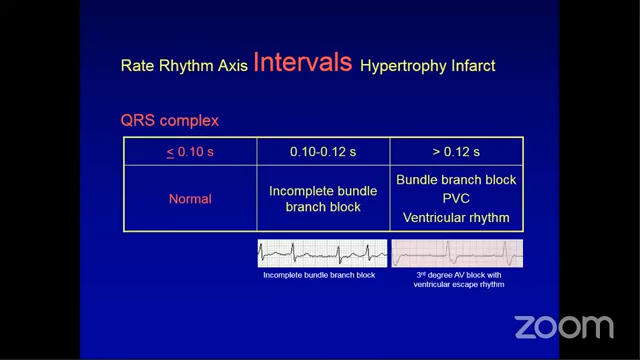 Rate Rhythm Axis Intervals Hypertrophy Infarct
QRS complex
< 0.10 s
0.10-0.12 s
> 0.12 s
Normal
Incomplete bundle
branch block
Bundle branch block
PVC
Ventricular rhythm
Incomplete bundle branch block
3rd degree AV block with
ventricular escape rhythm
zoom